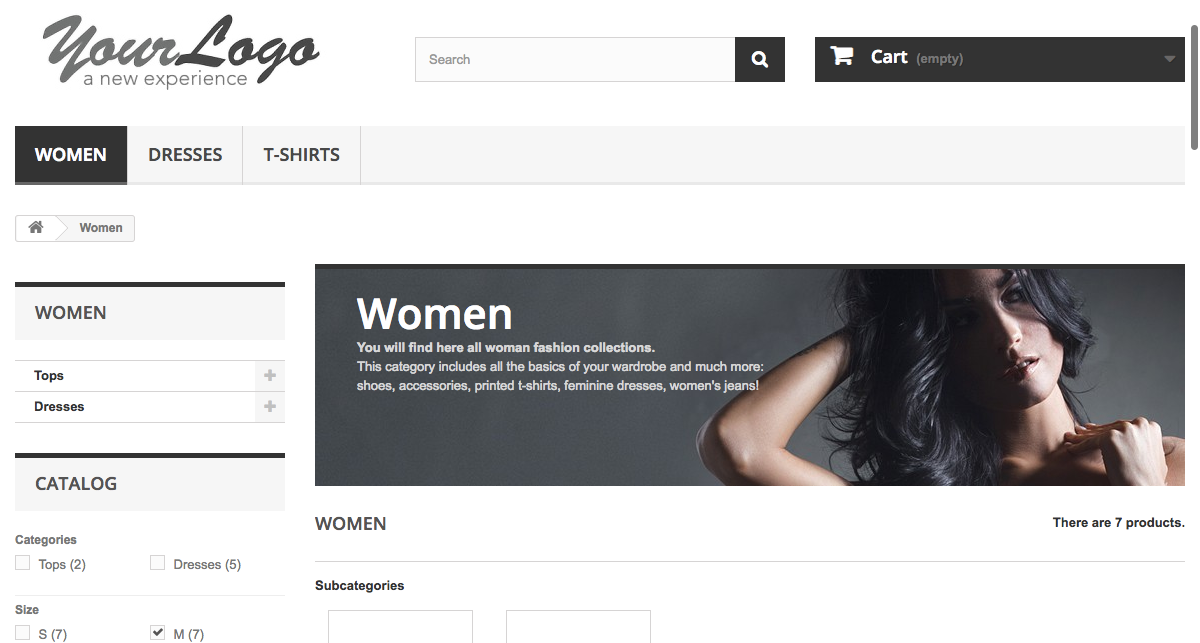 YourLogo
a new experience
Search
Cart (empty)
WOMEN
DRESSES
T-SHIRTS
Women
WOMEN
Tops
Dresses
CATALOG
Categories
Tops (2)
Dresses (5)
Size
S (7)
M (7)
Women
You will find here all woman fashion collections.
This category includes all the basics of your wardrobe and much more:
shoes, accessories, printed t-shirts, feminine dresses, women's jeans!
WOMEN
There are 7 products.
Subcategories